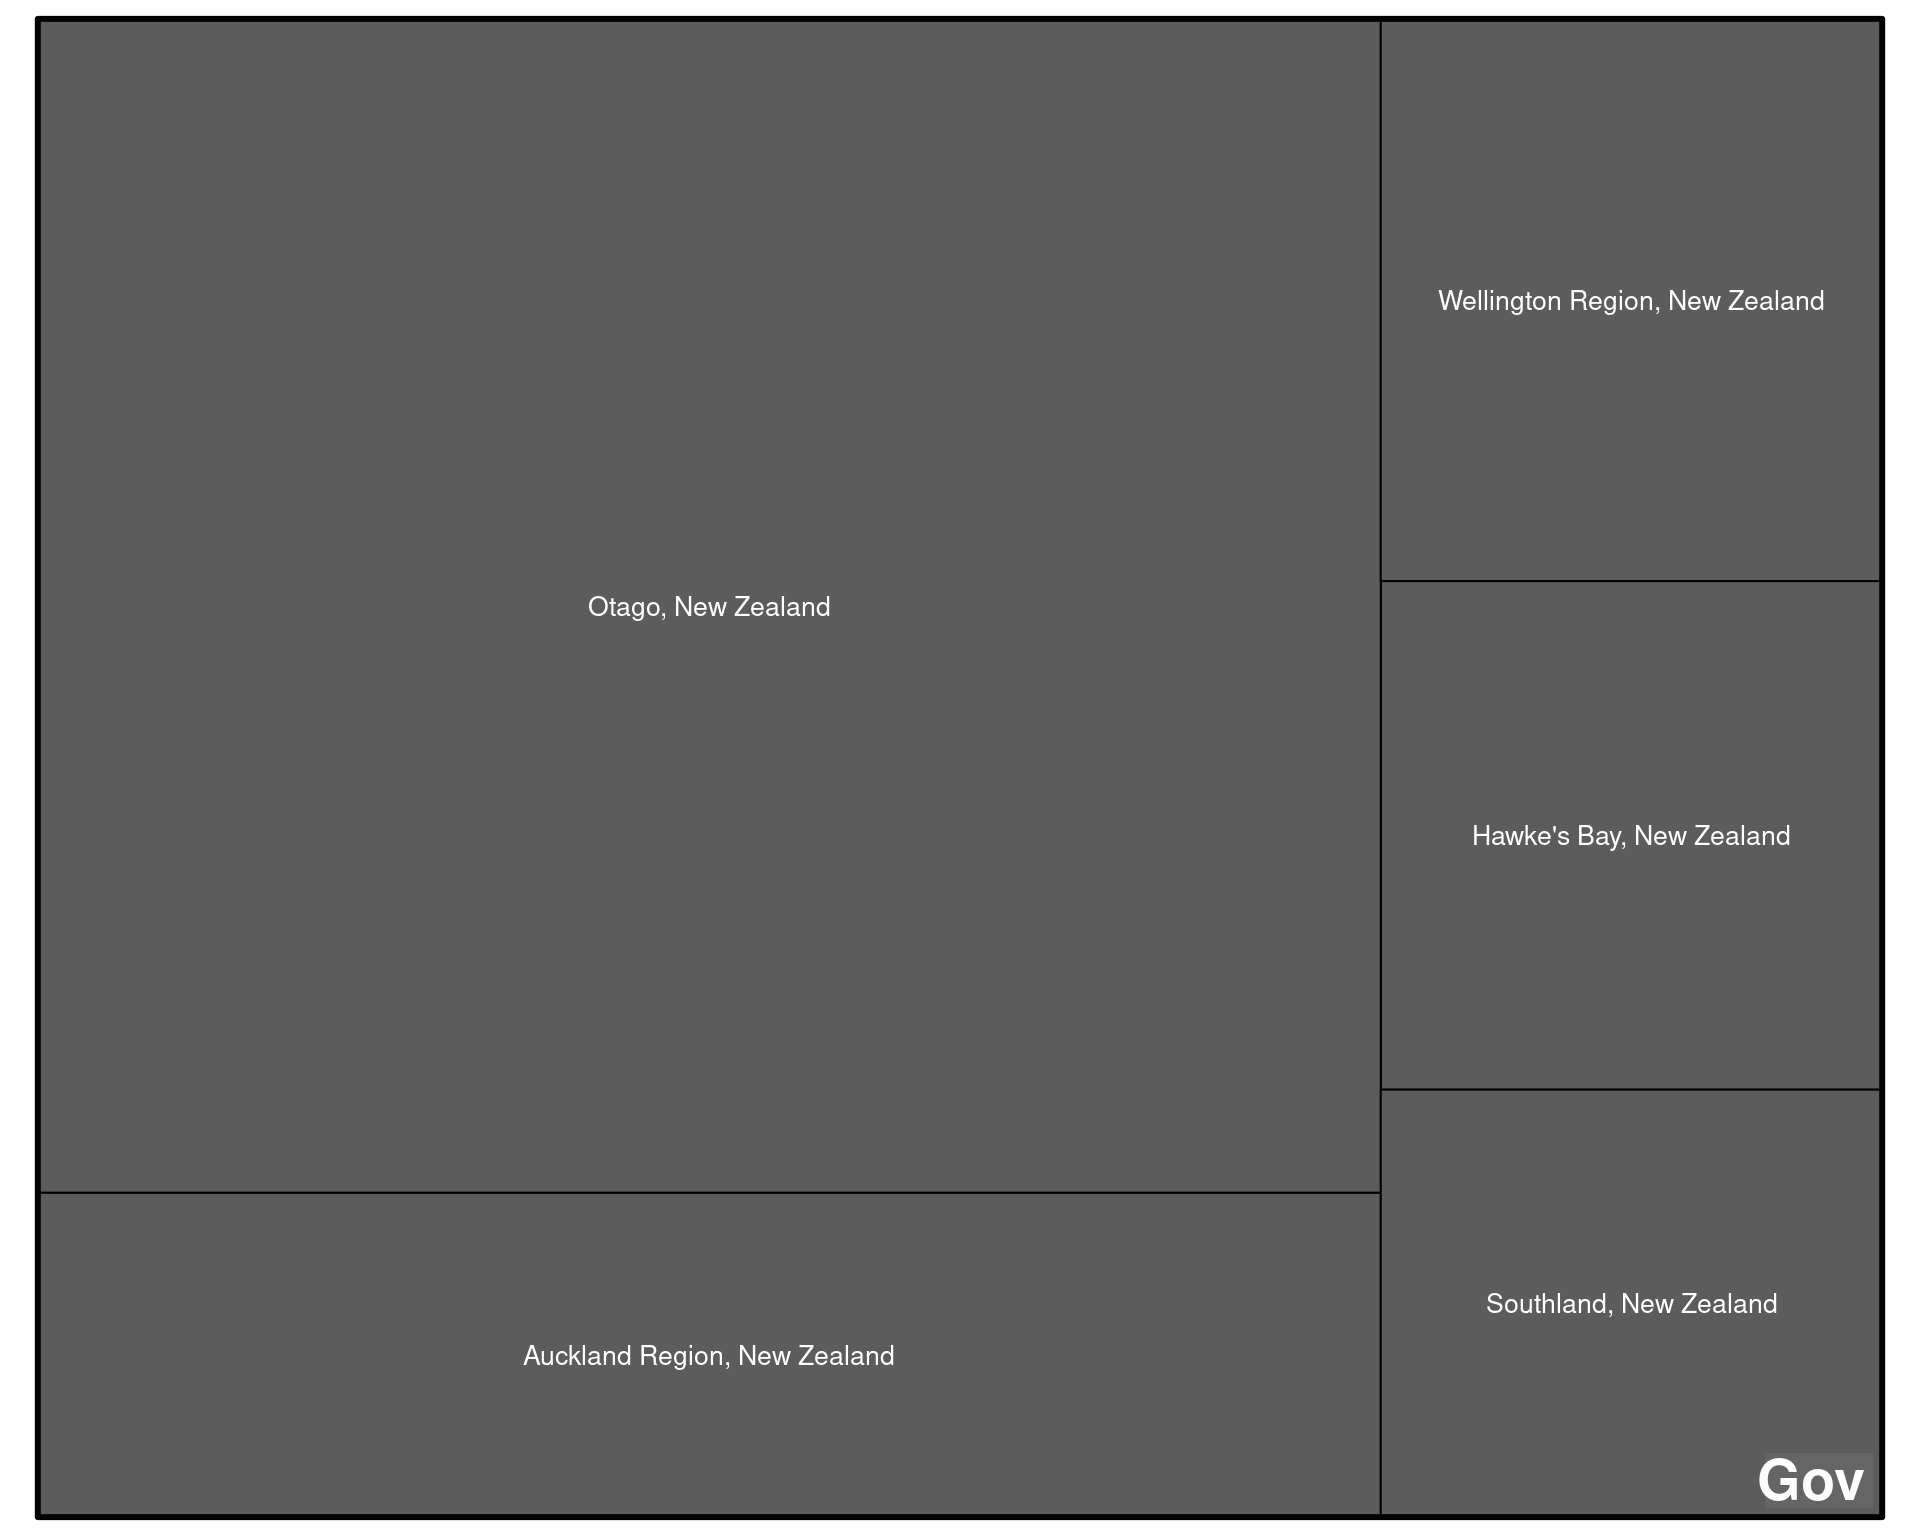 Otago, New Zealand
Auckland Region, New Zealand
Wellington Region, New Zealand
Hawke's Bay, New Zealand
Southland, New Zealand
Gov